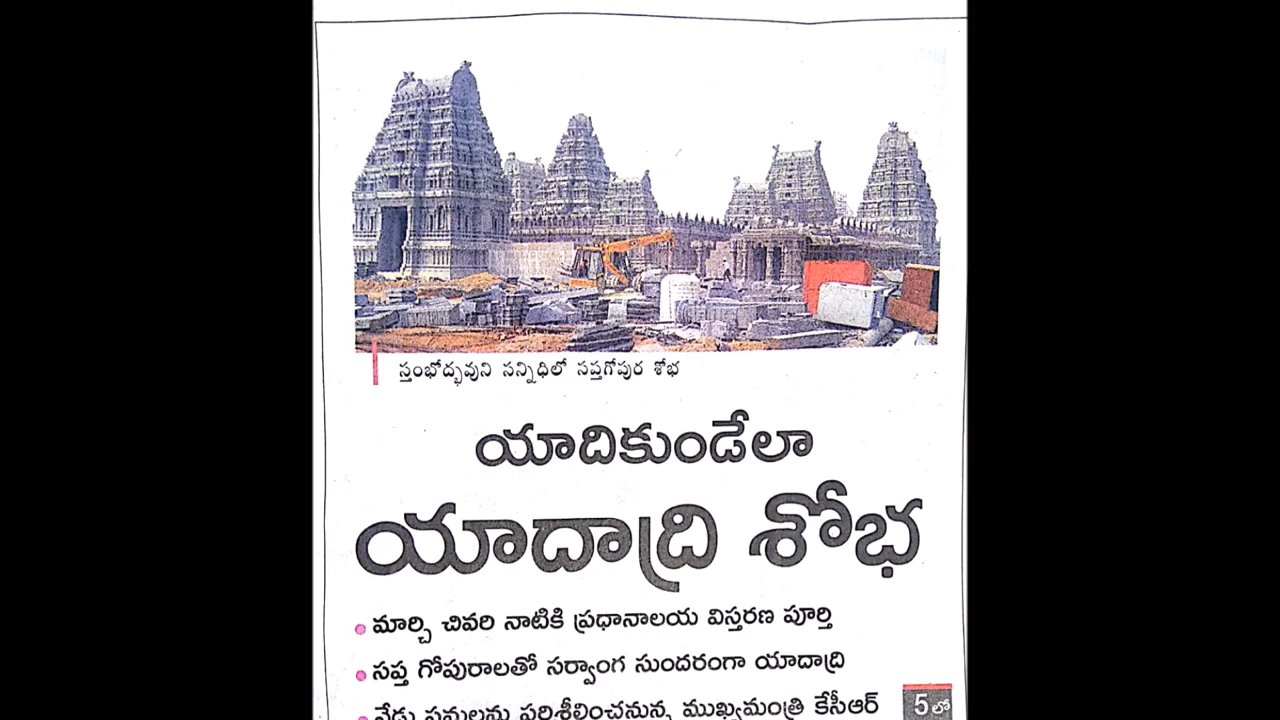 స్తంభోద్భవుని సన్నిధిలో సప్తగోపుర శోభ
యాదికుండేలా
యాదాద్రి శోభ
• మార్చి చివరి నాటికి ప్రధానాలయ విస్తరణ పూర్తి
• సప్త గోపురాలతో సర్వాంగ సుందరంగా యాదాద్రి
• నేడు పనులను పరిశీలించనున్న ముఖ్యమంత్రి కేసీఆర్
5లో